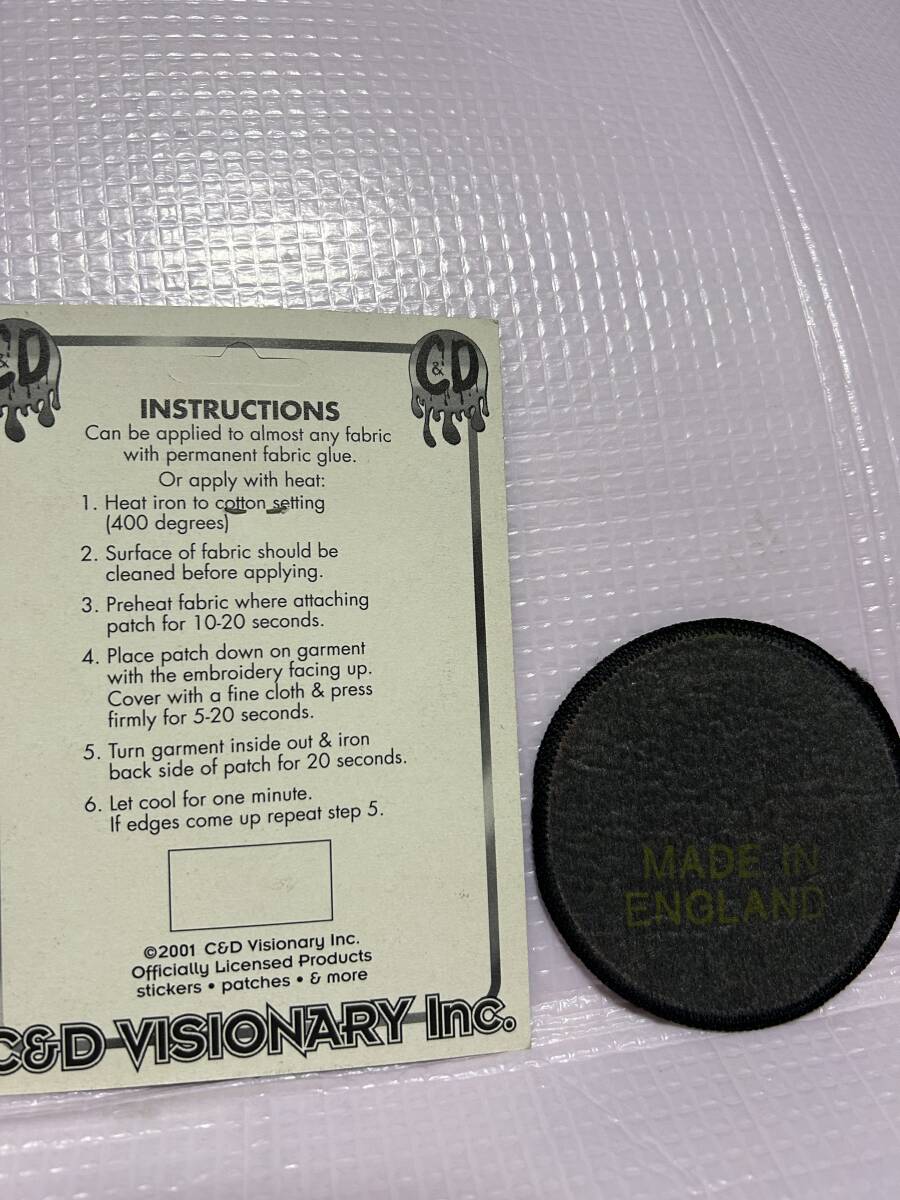 C&D
C&D
INSTRUCTIONS
Can be applied to almost any fabric
with permanent fabric glue.
Or apply with heat:
1. Heat iron to cotton setting
(400 degrees)
2. Surface of fabric should be
cleaned before applying.
3. Preheat fabric where attaching
patch for 10-20 seconds.
4. Place patch down on garment
with the embroidery facing up.
Cover with a fine cloth & press
firmly for 5-20 seconds.
5. Turn garment inside out & iron
back side of patch for 20 seconds.
6. Let cool for one minute.
If edges come up repeat step 5.
©2001 C&D Visionary Inc.
Officially Licensed Products
stickers • patches • & more
C&D VISIONARY Inc.
MADE IN
ENGLAND